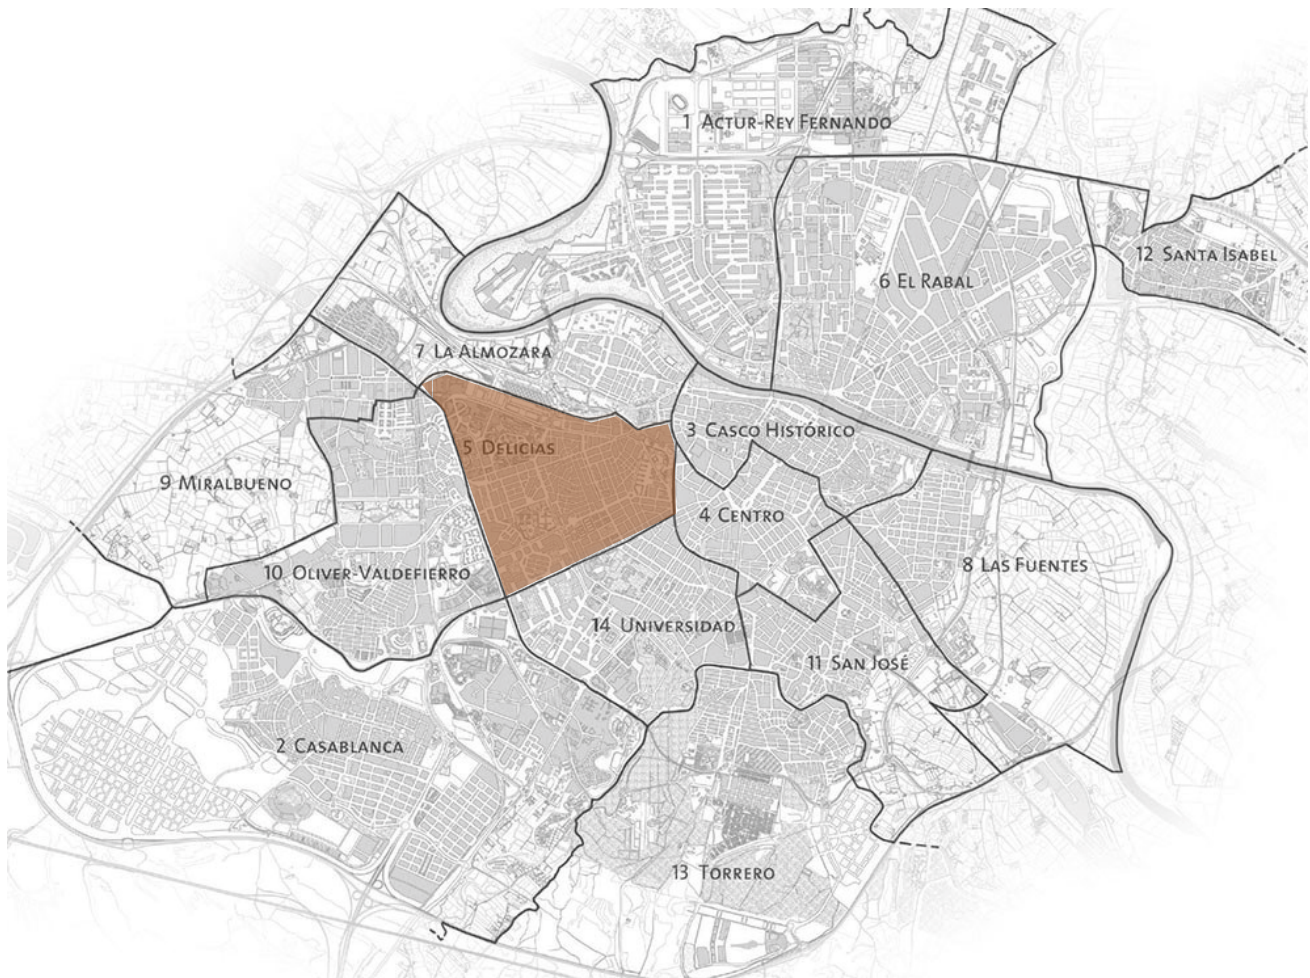 1 Actur-Rey Fernando
12 Santa Isabel
6 El Rabal
7 La Almozara
3 Casco Histórico
5 Delicias
9 Miralbueno
4 Centro
8 Las Fuentes
10 Oliver-Valdefierro
14 Universidad
11 San José
2 Casablanca
13 Torrero